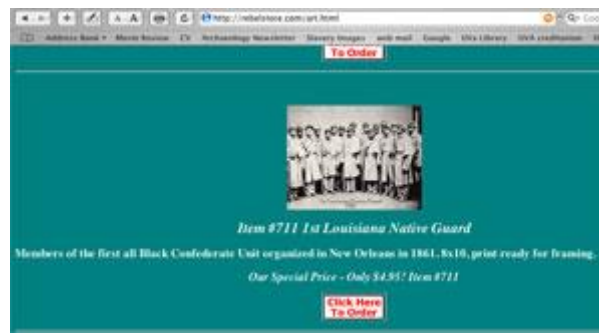 http://rebelstore.com/art.html
Address Book Movie Review CV Archaeology Newsletter Slavery Images web mail Google UVa Library
To Order
Item #711 1st Louisiana Native Guard
Members of the first all Black Confederate Unit organized in New Orleans in 1861. 8x10, print ready for framing.
Our Special Price - Only $4.95! Item #711
Click Here
To Order